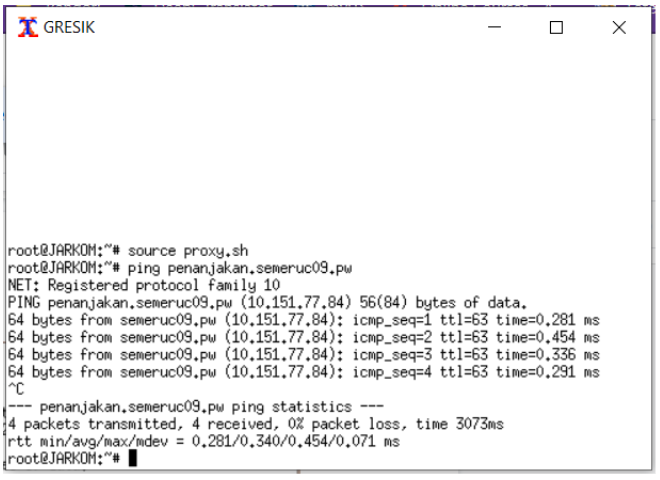 GRESIK
root@JARKOM:~# source proxy.sh
root@JARKOM:~# ping penanjakan.semeruc09.pw
NET: Registered protocol family 10
PING penanjakan.semeruc09.pw (10.151.77.84) 56(84) bytes of data.
64 bytes from semeruc09.pw (10.151.77.84): icmp_seq=1 ttl=63 time=0.281 ms
64 bytes from semeruc09.pw (10.151.77.84): icmp_seq=2 ttl=63 time=0.454 ms
64 bytes from semeruc09.pw (10.151.77.84): icmp_seq=3 ttl=63 time=0.336 ms
64 bytes from semeruc09.pw (10.151.77.84): icmp_seq=4 ttl=63 time=0.291 ms
^C
--- penanjakan.semeruc09.pw ping statistics ---
4 packets transmitted, 4 received, 0% packet loss, time 3073ms
rtt min/avg/max/mdev = 0.281/0.340/0.454/0.071 ms
root@JARKOM:~#